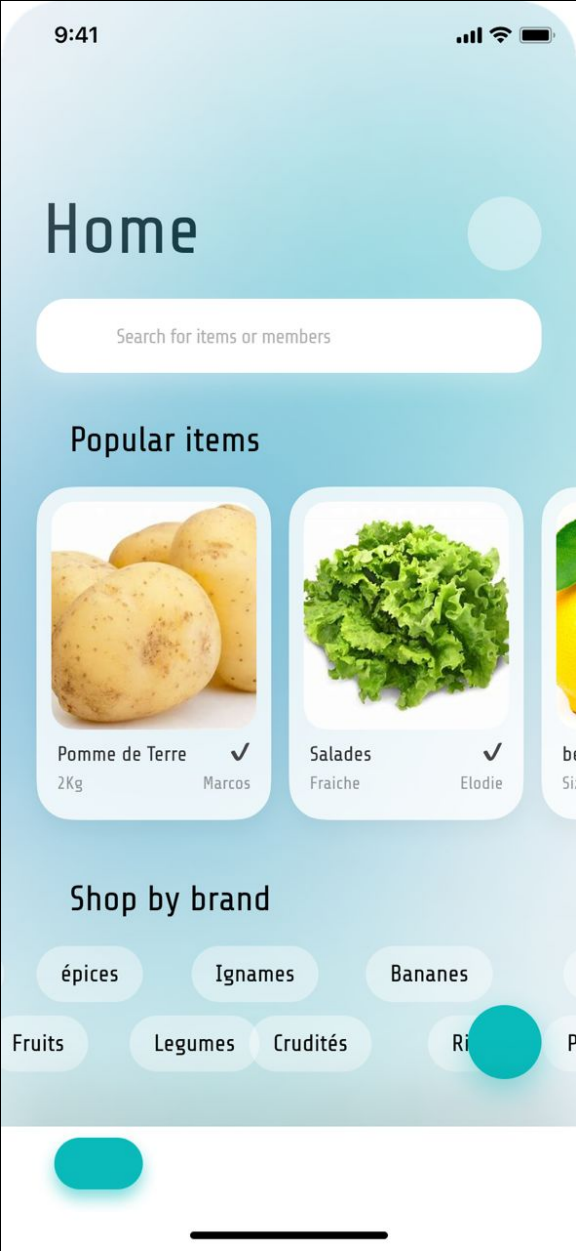 9:41
Home
Search for items or members
Popular items
Pomme de Terre
2Kg Marcos
Salades
Fraiche Elodie
Shop by brand
épices Ignames Bananes
Fruits Legumes Crudités